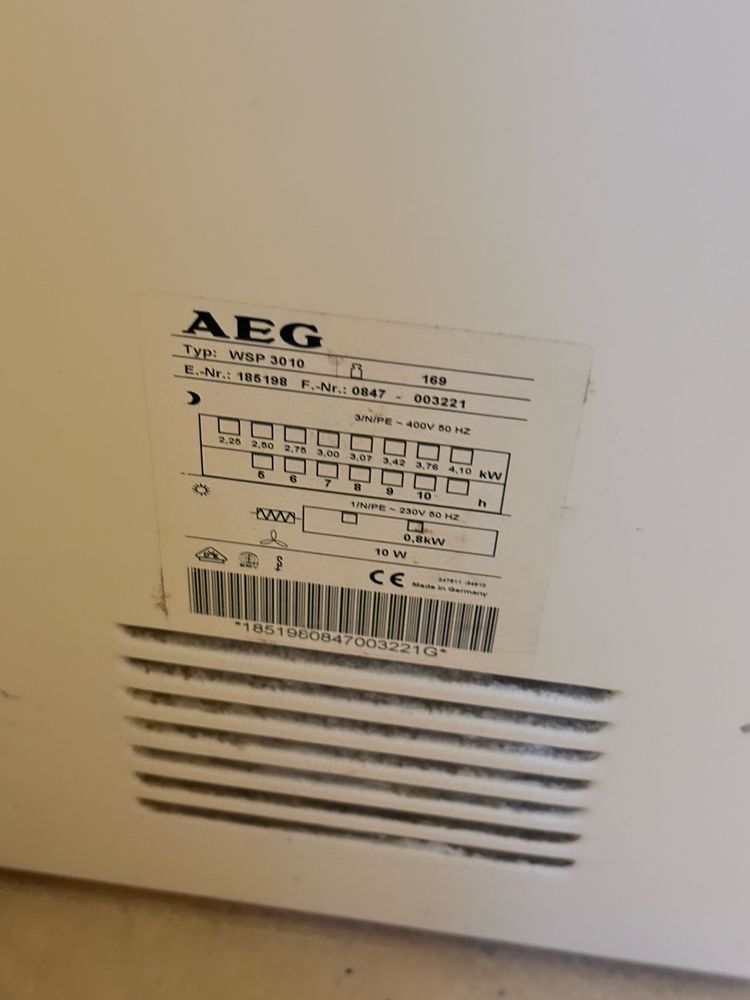 AEG
Typ: WSP 3010 169
E.-Nr.: 185198 F.-Nr.: 0847 - 003221
3/N/PE ~ 400V 50 HZ
2,25 2,50 2,75 3,00 3,07 3,42 3,76 4,10 kW
5 6 7 8 9 10 h
1/N/PE ~ 230V 50 HZ
0,8kW
10 W
CE
Made in Germany
*1851980847003221G*